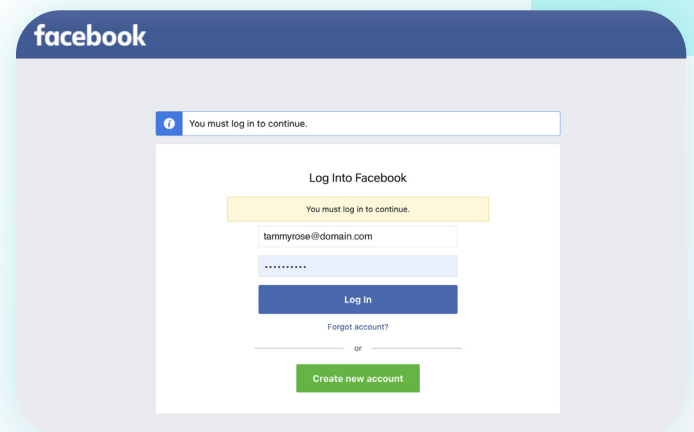 facebook
You must log in to continue.
Log Into Facebook
You must log in to continue.
tammyrose@domain.com
••••••••••
Log In
Forgot account?
or
Create new account